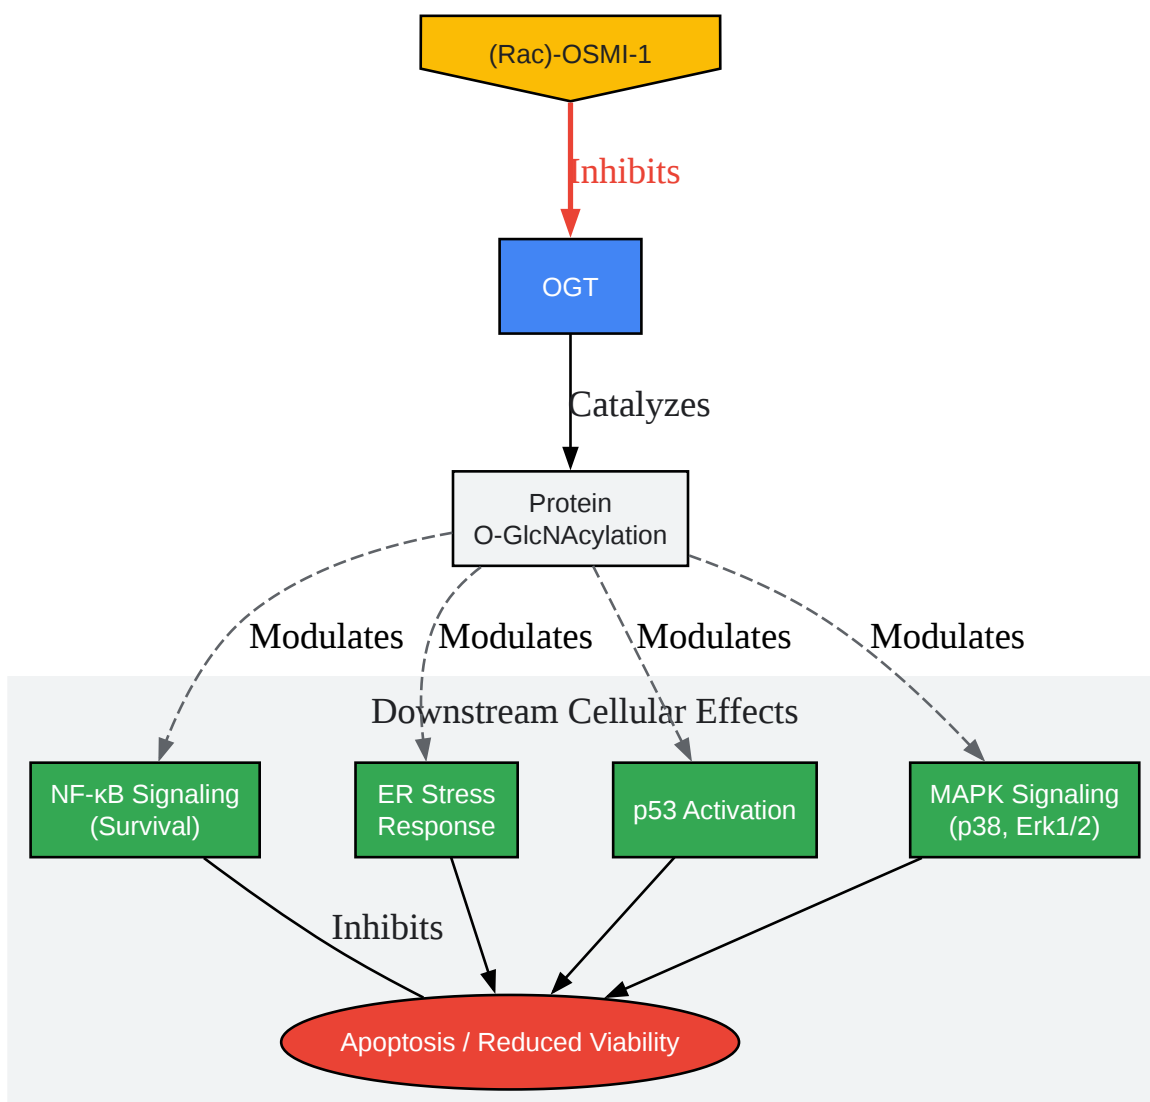 (Rac)-OSMI-1
Inhibits
OGT
Catalyzes
Protein
O-GlcNAcylation
Modulates
Modulates
Modulates
Modulates
Downstream Cellular Effects
NF-κB Signaling
(Survival)
ER Stress
Response
p53 Activation
MAPK Signaling
(p38, Erk1/2)
Inhibits
Apoptosis / Reduced Viability